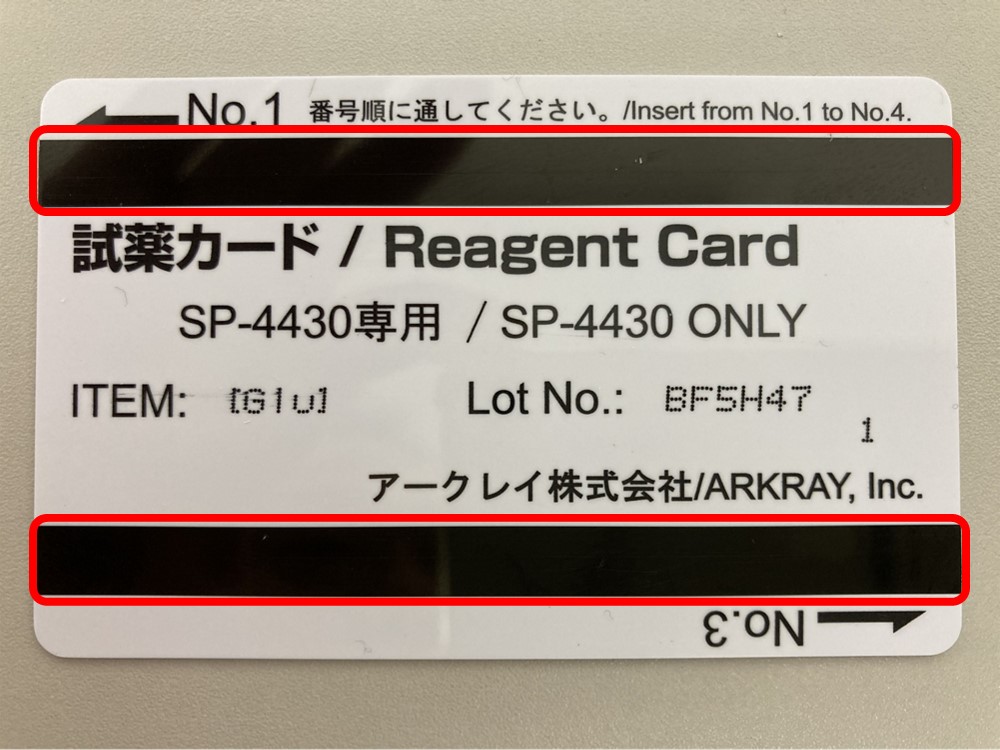 No.1 番号順に通してください。/Insert from No.1 to No.4.
試薬カード / Reagent Card
SP-4430専用 / SP-4430 ONLY
ITEM: [Glu] Lot No.: BF5H47
1
アークレイ株式会社/ARKRAY, Inc.
No.3